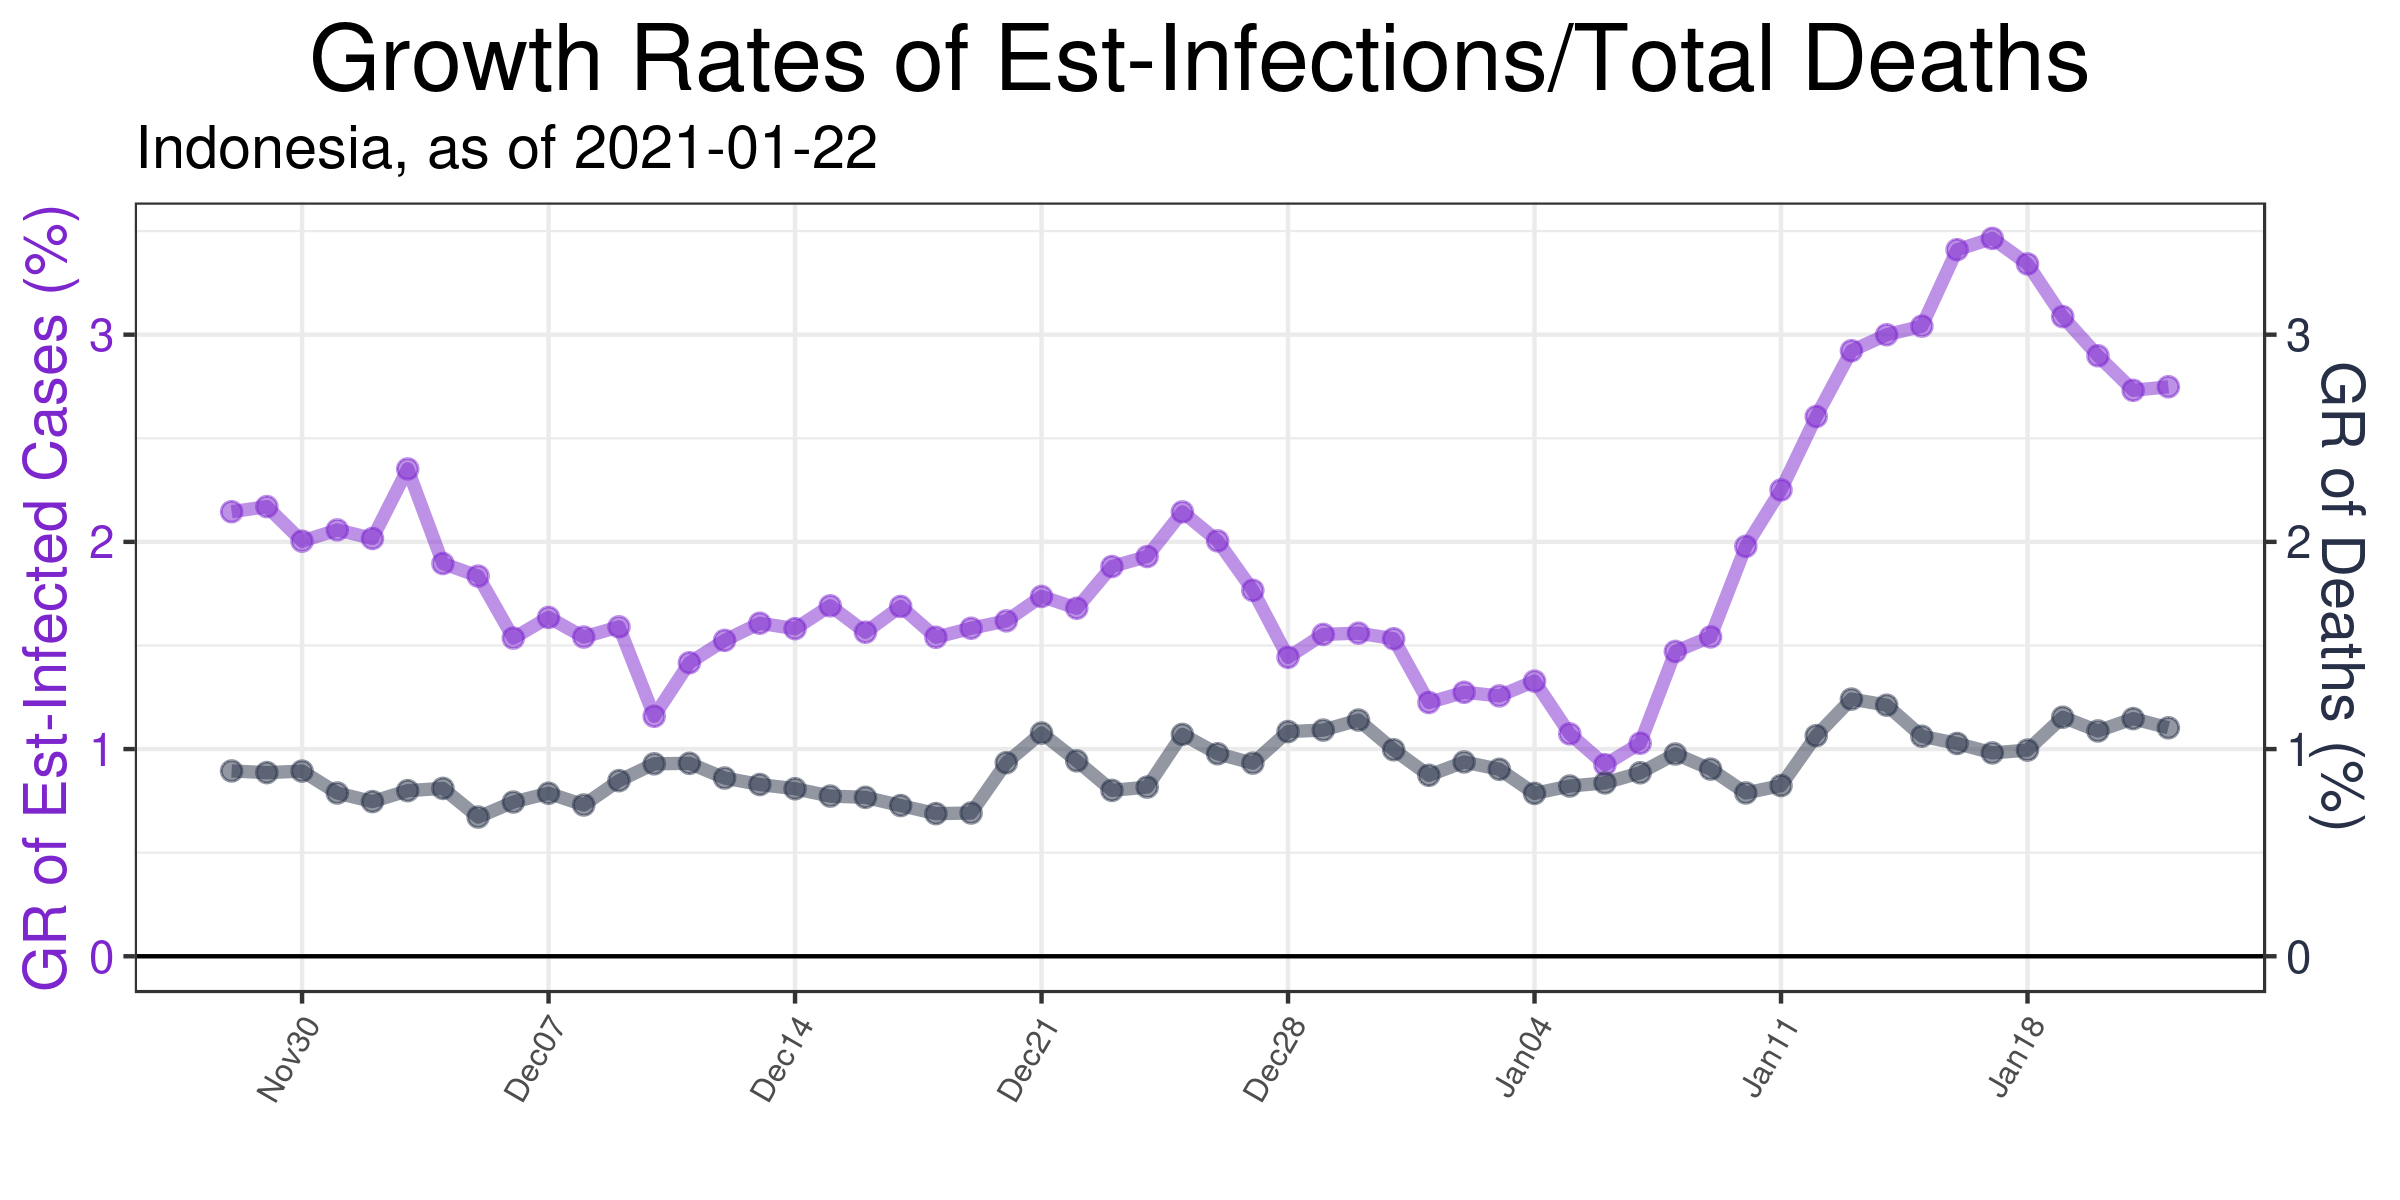 Growth Rates of Est-Infections/Total Deaths
Indonesia, as of 2021-01-22
GR of Est-Infected Cases (%)
3
2
1
0
3
2
1
0
GR of Deaths (%)
Nov30
Dec07
Dec14
Dec21
Dec28
Jan04
Jan11
Jan18